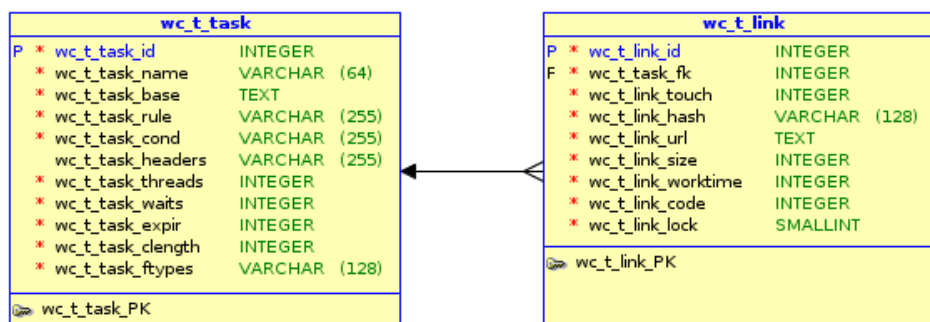 wc_t_task
P * wc_t_task_id INTEGER
* wc_t_task_name VARCHAR (64)
* wc_t_task_base TEXT
* wc_t_task_rule VARCHAR (255)
* wc_t_task_cond VARCHAR (255)
wc_t_task_headers VARCHAR (255)
* wc_t_task_threads INTEGER
* wc_t_task_waits INTEGER
* wc_t_task_expir INTEGER
* wc_t_task_clength INTEGER
* wc_t_task_ftypes VARCHAR (128)
wc_t_task_PK
wc_t_link
P * wc_t_link_id INTEGER
F * wc_t_task_fk INTEGER
* wc_t_link_touch INTEGER
* wc_t_link_hash VARCHAR (128)
* wc_t_link_url TEXT
* wc_t_link_size INTEGER
* wc_t_link_worktime INTEGER
* wc_t_link_code INTEGER
* wc_t_link_lock SMALLINT
wc_t_link_PK